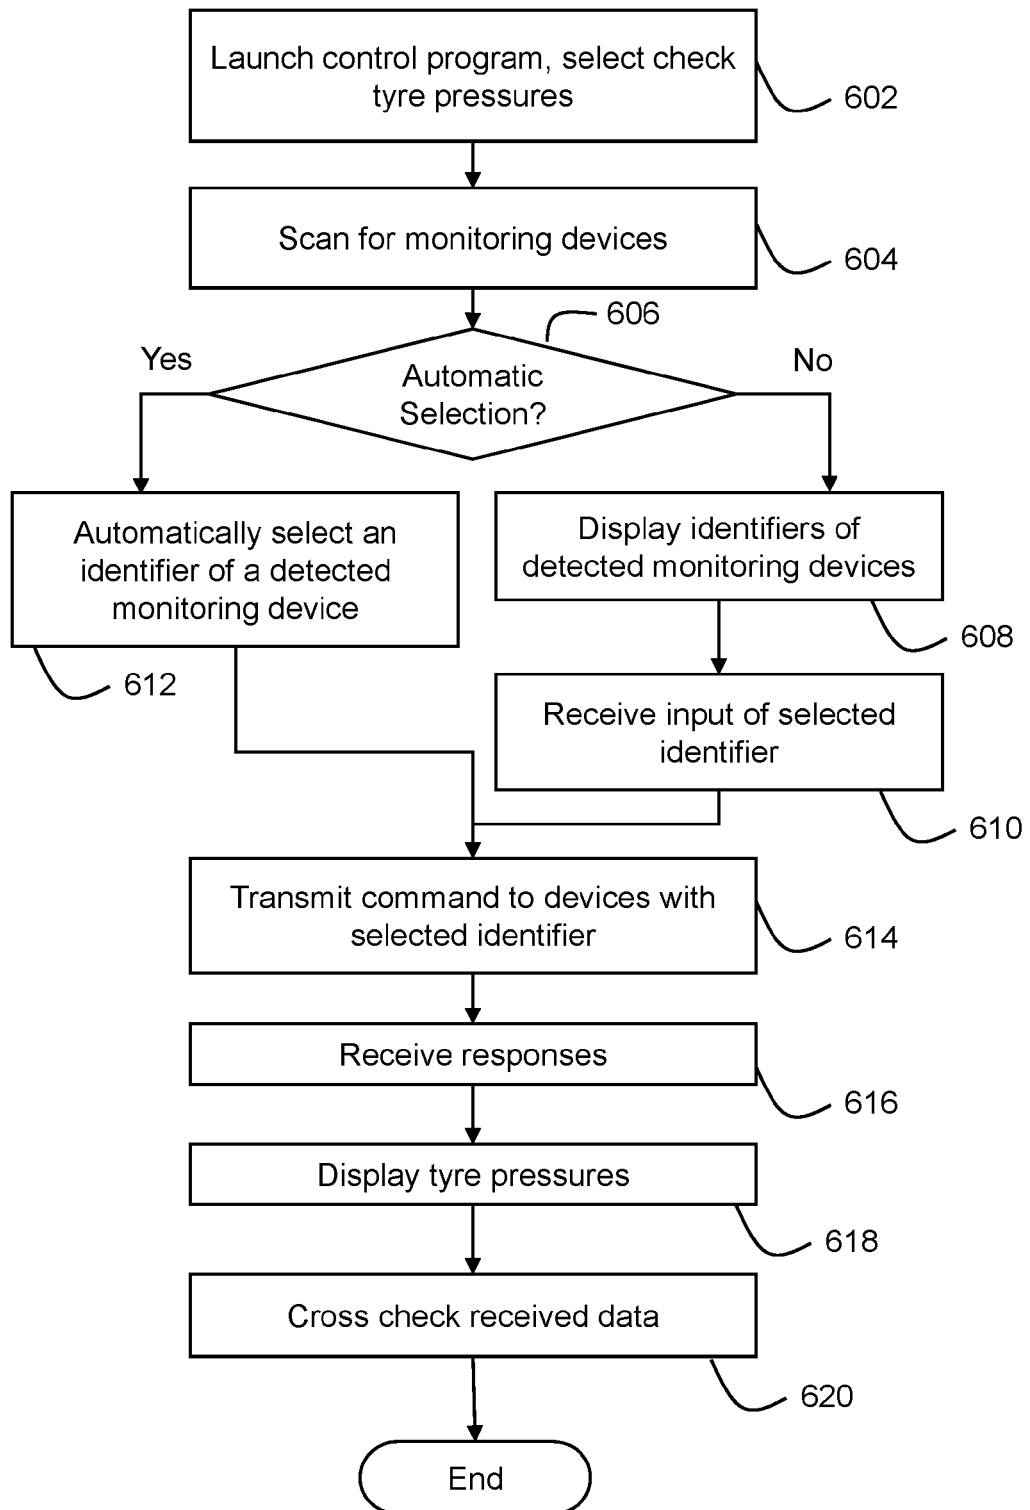 Launch control program, select check
tyre pressures
602
Scan for monitoring devices
604
606
Yes
No
Automatic
Selection?
Automatically select an
identifier of a detected
monitoring device
612
Display identifiers of
detected monitoring devices
608
Receive input of selected
identifier
610
Transmit command to devices with
selected identifier
614
Receive responses
616
Display tyre pressures
618
Cross check received data
620
End